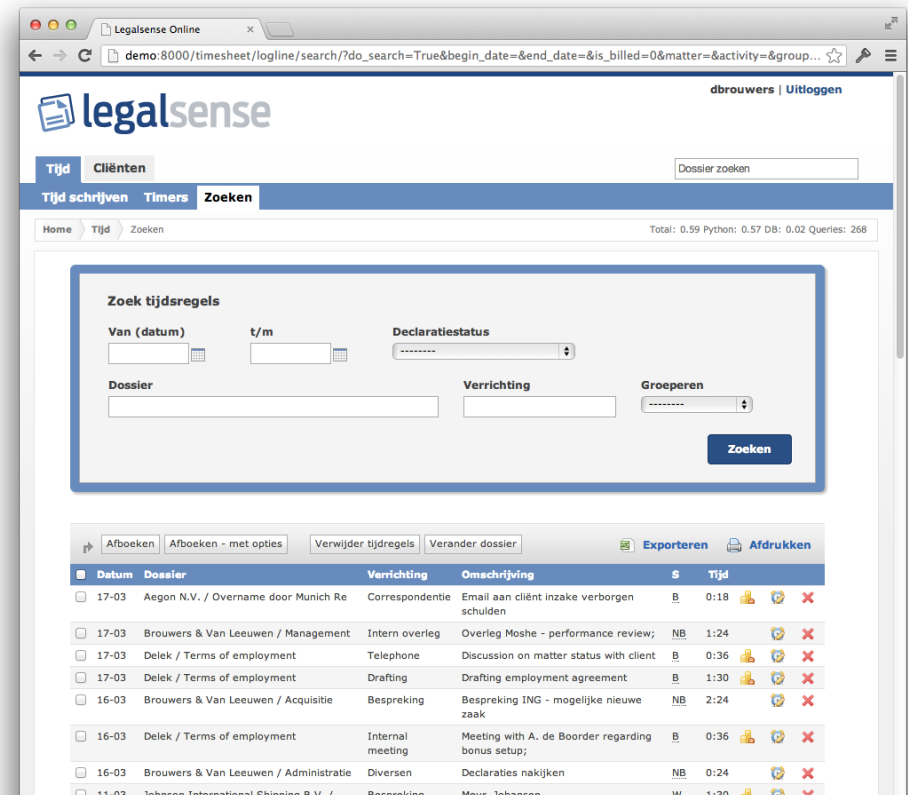 Legalsense Online
demo:8000/timesheet/logline/search/?do_search=True&begin_date=&end_date=&is_billed=0&matter=&activity=&group...
dbrouwers | Uitloggen
legalsense
Tijd Cliënten
Dossier zoeken
Tijd schrijven Timers Zoeken
Home Tijd Zoeken
Total: 0.59 Python: 0.57 DB: 0.02 Queries: 268
Zoek tijdsregels
Van (datum) t/m Declaratiestatus
--------
Dossier Verrichting Groeperen
--------
Zoeken
Afboeken Afboeken - met opties Verwijder tijdregels Verander dossier Exporteren Afdrukken
Datum Dossier Verrichting Omschrijving S Tijd
17-03 Aegon N.V. / Overname door Munich Re Correspondentie Email aan cliënt inzake verborgen B 0:18
schulden
17-03 Brouwers & Van Leeuwen / Management Intern overleg Overleg Moshe - performance review; NB 1:24
17-03 Delek / Terms of employment Telephone Discussion on matter status with client B 0:36
17-03 Delek / Terms of employment Drafting Drafting employment agreement B 1:30
16-03 Brouwers & Van Leeuwen / Acquisitie Bespreking Bespreking ING - mogelijke nieuwe NB 2:24
zaak
16-03 Delek / Terms of employment Internal Meeting with A. de Boorder regarding B 0:36
meeting bonus setup;
16-03 Brouwers & Van Leeuwen / Administratie Diversen Declaraties nakijken NB 0:24
11-03 Johnson International Shipping B.V. / Bespreking W 1:30